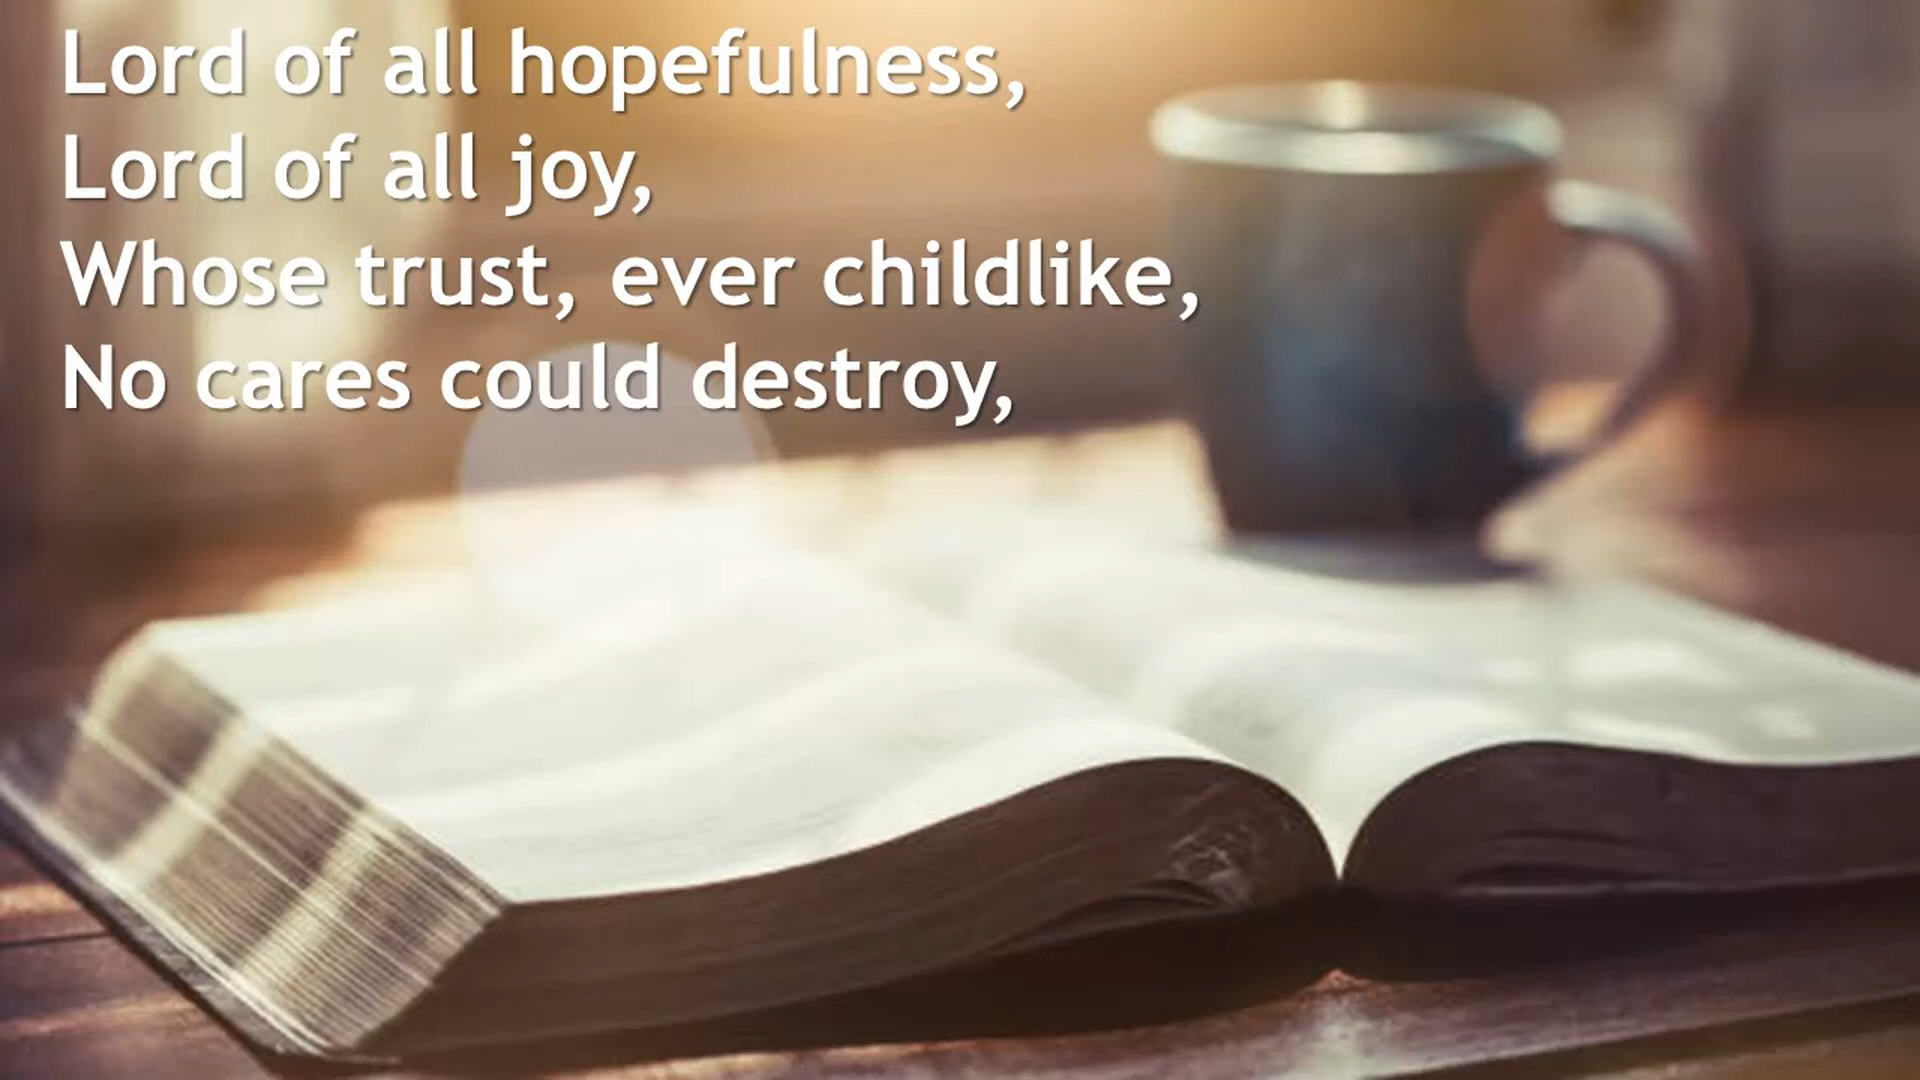 Lord of all hopefulness,
Lord of all joy,
Whose trust, ever childlike,
No cares could destroy,